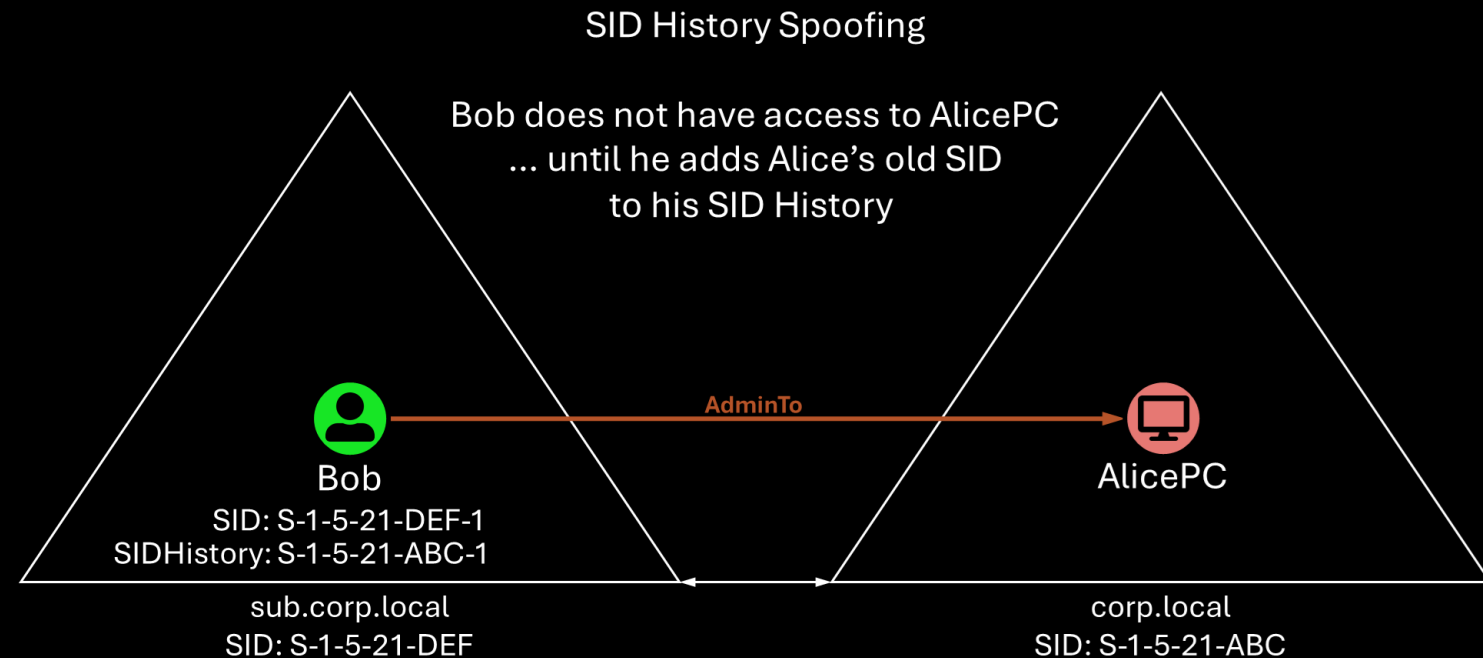 SID History Spoofing
Bob does not have access to AlicePC
... until he adds Alice’s old SID
to his SID History
AdminTo
Bob
SID: S-1-5-21-DEF-1
SIDHistory: S-1-5-21-ABC-1
AlicePC
sub.corp.local
SID: S-1-5-21-DEF
corp.local
SID: S-1-5-21-ABC